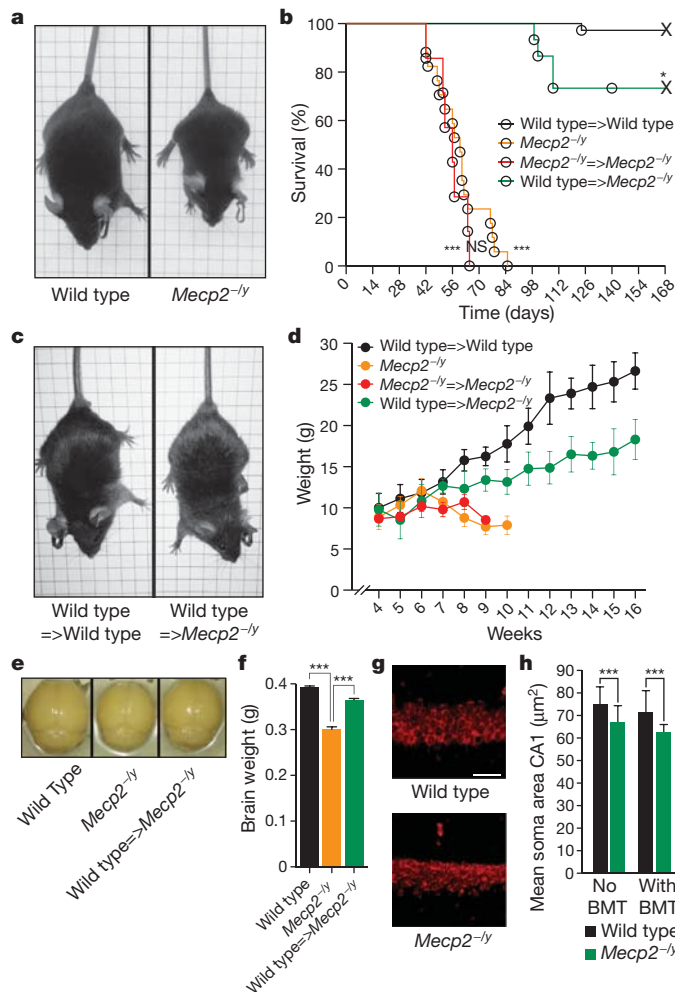 a
Wild type
Mecp2⁻/ʸ
b
Survival (%)
100
80
60
40
20
0
Wild type=>Wild type
Mecp2⁻/ʸ
Mecp2⁻/ʸ=>Mecp2⁻/ʸ
Wild type=>Mecp2⁻/ʸ
X
*
X
*** NS ***
0 14 28 42 56 70 84 98 112 126 140 154 168
Time (days)
c
Wild type
=>Wild type
Wild type
=>Mecp2⁻/ʸ
d
Wild type=>Wild type
Mecp2⁻/ʸ
Mecp2⁻/ʸ=>Mecp2⁻/ʸ
Wild type=>Mecp2⁻/ʸ
Weight (g)
30
25
20
15
10
5
0
4 5 6 7 8 9 10 11 12 13 14 15 16
Weeks
e
Wild Type
Mecp2⁻/ʸ
Wild type=>Mecp2⁻/ʸ
f
*** ***
Brain weight (g)
0.4
0.3
0.2
0.1
0
Wild type
Mecp2⁻/ʸ
Wild type=>Mecp2⁻/ʸ
g
Wild type
Mecp2⁻/ʸ
h
*** ***
Mean soma area CA1 (μm²)
90
80
70
60
50
40
30
20
10
0
No
BMT
With
BMT
Wild type
Mecp2⁻/ʸ